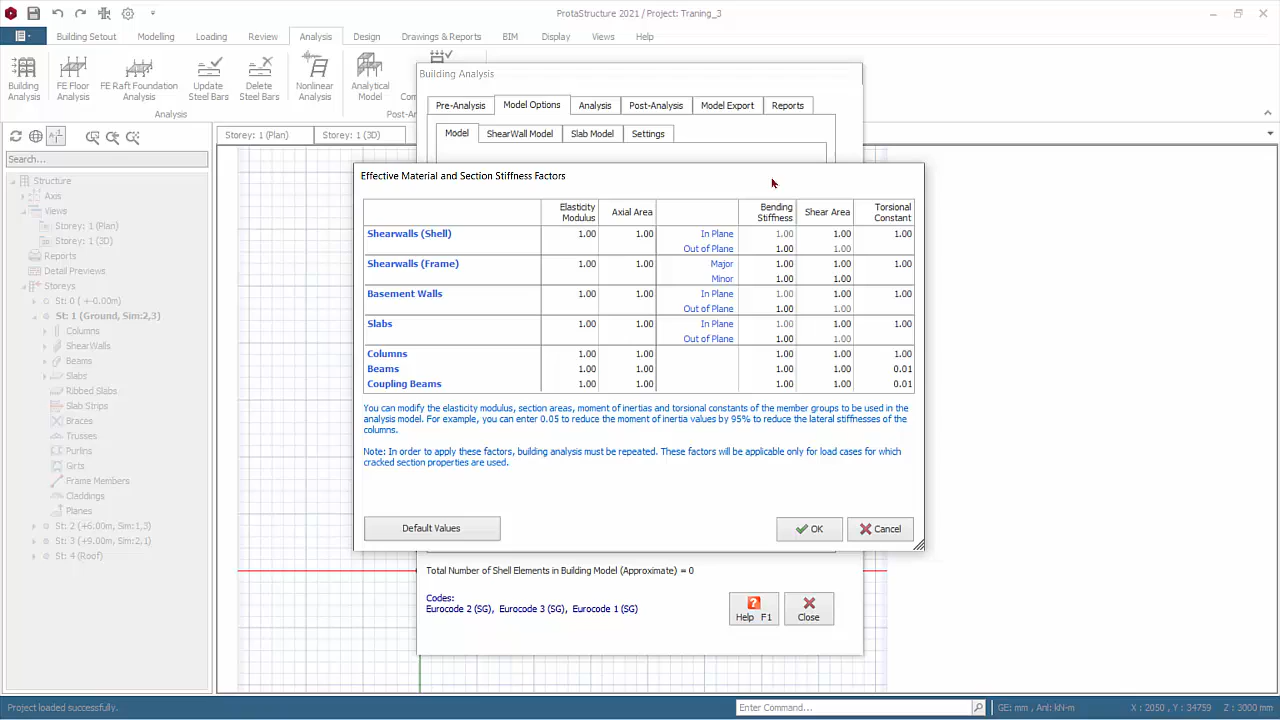 ProtaStructure 2021 / Project: Traning_3
Building Setout
Modelling
Loading
Review
Analysis
Design
Drawings & Reports
BIM
Display
Views
Help
Building
Analysis
FE Floor
Analysis
FE Raft Foundation
Analysis
Update
Steel Bars
Delete
Steel Bars
Nonlinear
Analysis
Analytical
Model
Analysis
Storey: 1 (Plan)
Storey: 1 (3D)
Search...
Structure
Axis
Views
Storey: 1 (Plan)
Storey: 1 (3D)
Reports
Detail Previews
Storeys
St: 0 ( +-0.00m)
St: 1 (Ground, Sim:2,3)
Columns
ShearWalls
Beams
Slabs
Ribbed Slabs
Slab Strips
Braces
Trusses
Purlins
Girts
Frame Members
Claddings
Planes
St: 2 (+6.00m, Sim:1,3)
St: 3 (+9.00m, Sim:2,1)
St: 4 (Roof)
Building Analysis
Pre-Analysis
Model Options
Analysis
Post-Analysis
Model Export
Reports
Model
ShearWall Model
Slab Model
Settings
Effective Material and Section Stiffness Factors
Elasticity Modulus Axial Area Bending Stiffness Shear Area Torsional Constant
Shearwalls (Shell) 1.00 1.00 In Plane 1.00 1.00 1.00
Out of Plane 1.00 1.00
Shearwalls (Frame) 1.00 1.00 Major 1.00 1.00 1.00
Minor 1.00 1.00
Basement Walls 1.00 1.00 In Plane 1.00 1.00 1.00
Out of Plane 1.00 1.00
Slabs 1.00 1.00 In Plane 1.00 1.00 1.00
Out of Plane 1.00 1.00
Columns 1.00 1.00 1.00 1.00 1.00
Beams 1.00 1.00 1.00 1.00 0.01
Coupling Beams 1.00 1.00 1.00 1.00 0.01
You can modify the elasticity modulus, section areas, moment of inertias and torsional constants of the member groups to be used in the
analysis model. For example, you can enter 0.05 to reduce the moment of inertia values by 95% to reduce the lateral stiffnesses of the
columns.
Note: In order to apply these factors, building analysis must be repeated. These factors will be applicable only for load cases for which
cracked section properties are used.
Default Values
OK
Cancel
Total Number of Shell Elements in Building Model (Approximate) = 0
Codes:
Eurocode 2 (SG), Eurocode 3 (SG), Eurocode 1 (SG)
Help F1
Close
Project loaded successfully.
Enter Command...
GE: mm , Anl: kN-m
X : 2050 , Y : 34759
Z : 3000 mm